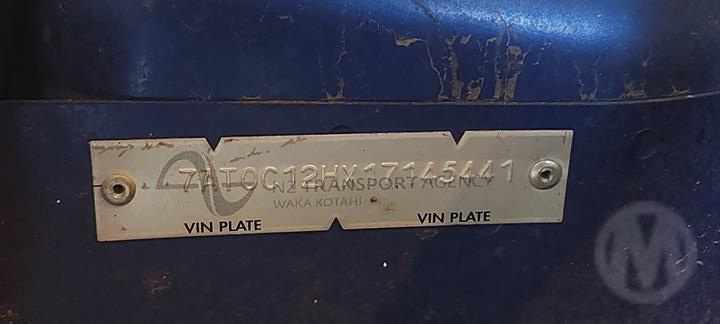 7AT0C12HX17145441
NZ TRANSPORT AGENCY
WAKA KOTAHI
VIN PLATE VIN PLATE
M